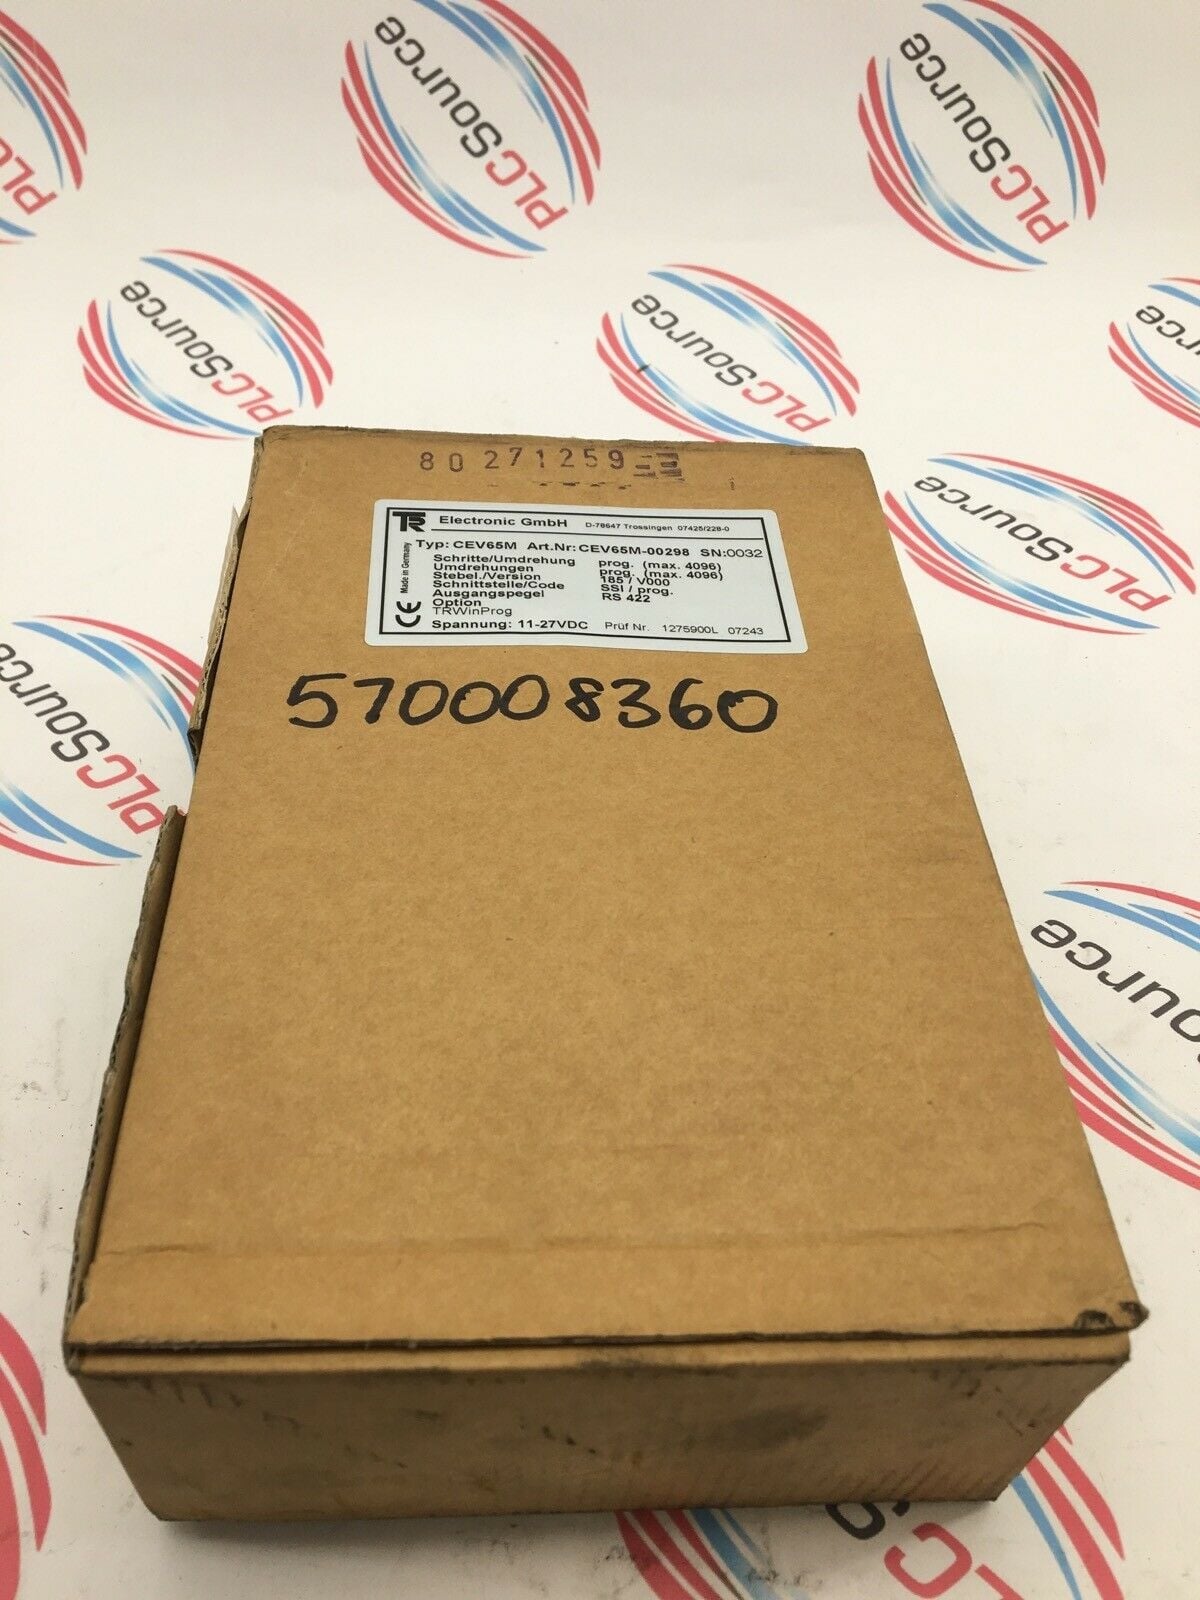 PLCSource
PLCSource
PLCSource
PLCSource
PLCSource
PLCSource
PLCSource
PLCSource
80 271259
TR Electronic GmbH D-78647 Trossingen 07425/228-0
Typ: CEV65M Art.Nr: CEV65M-00298 SN:0032
Schritte/Umdrehung prog. (max. 4096)
Umdrehungen prog. (max. 4096)
Stebel./Version 185 / V000
Schnittstelle/Code SSI / prog.
Ausgangspegel RS 422
Option
TRWinProg
Spannung: 11-27VDC Prüf Nr. 1275900L 07243
Made in Germany
CE
570008360